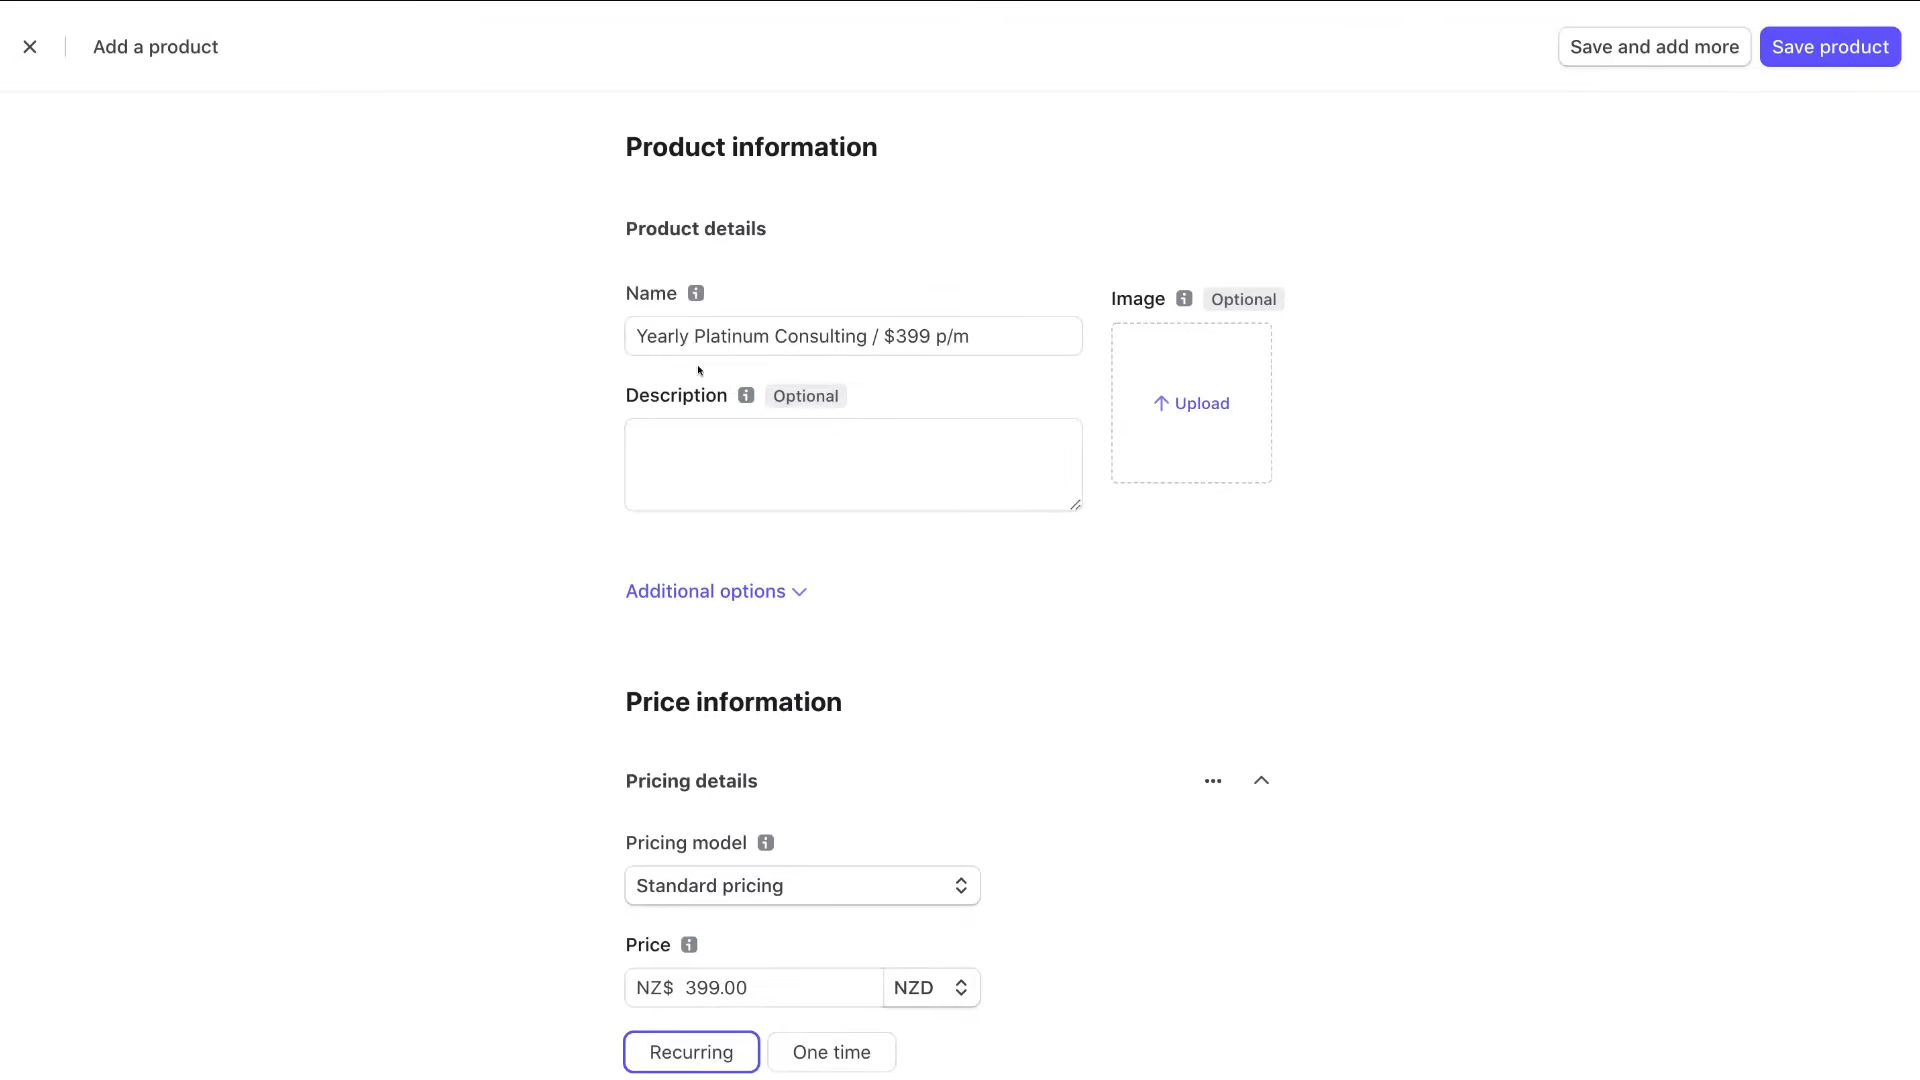 Add a product
Save and add more
Save product
Product information
Product details
Name
Image Optional
Yearly Platinum Consulting / $399 p/m
Description Optional
Upload
Additional options
Price information
Pricing details
Pricing model
Standard pricing
Price
NZ$ 399.00 NZD
Recurring One time